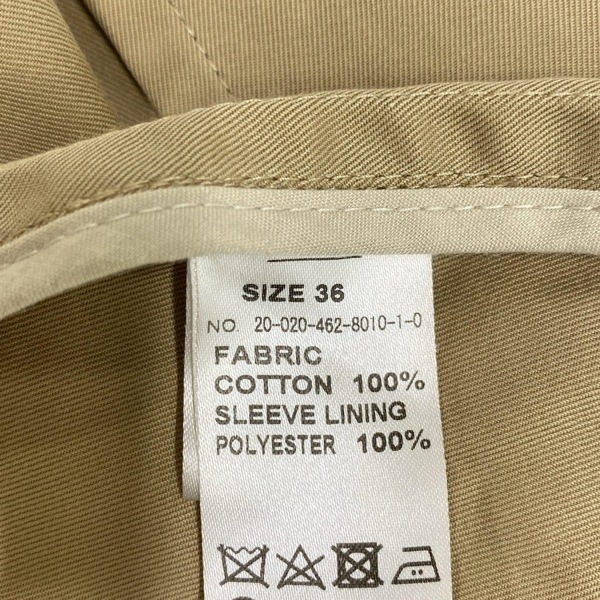 SIZE 36
NO. 20-020-462-8010-1-0
FABRIC
COTTON 100%
SLEEVE LINING
POLYESTER 100%